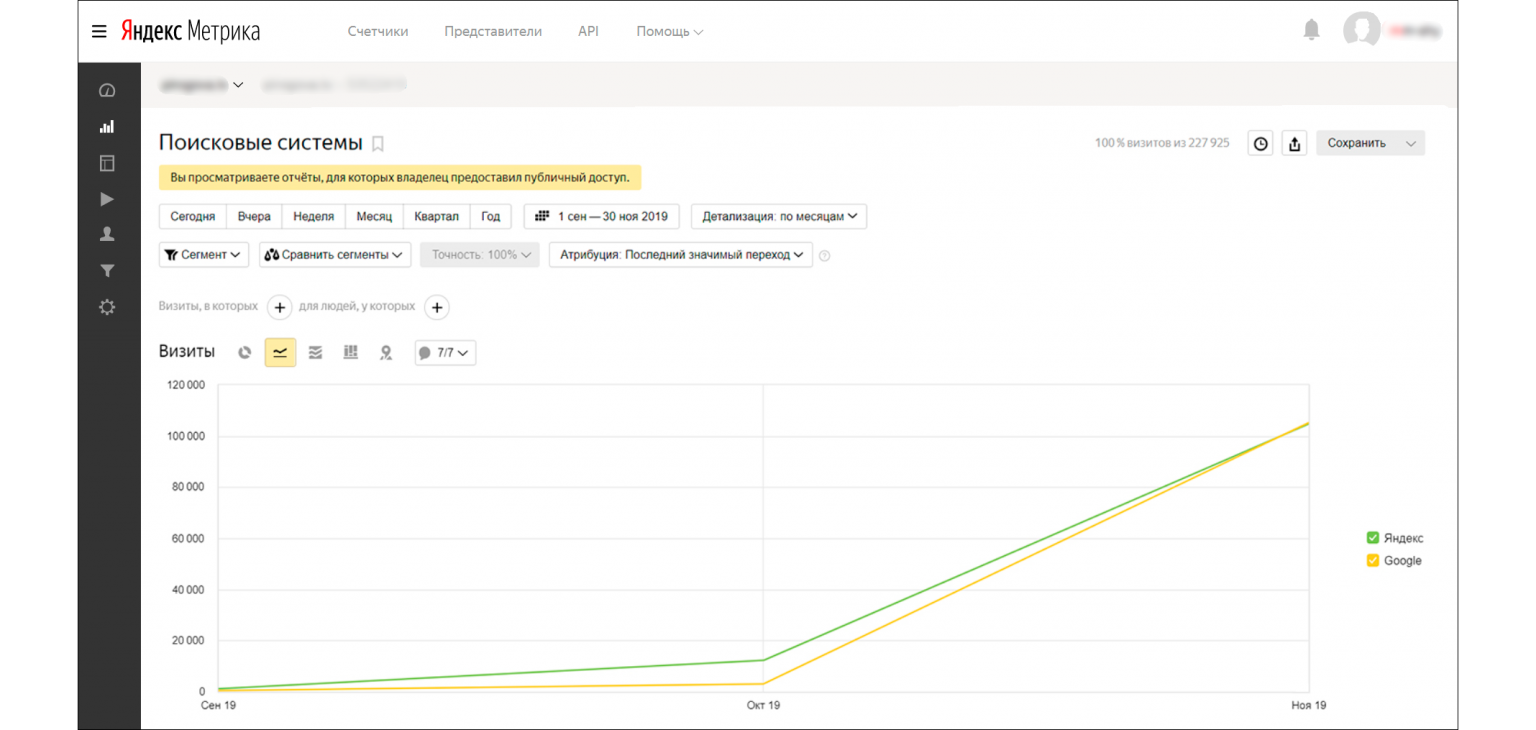 Яндекс Метрика Счетчики Представители API Помощь
Поисковые системы 100 % визитов из 227 925 Сохранить
Вы просматриваете отчёты, для которых владелец предоставил публичный доступ.
Сегодня Вчера Неделя Месяц Квартал Год 1 сен — 30 ноя 2019 Детализация: по месяцам
Сегмент Сравнить сегменты Точность: 100% Атрибуция: Последний значимый переход ?
Визиты, в которых + для людей, у которых +
Визиты 7/7
120 000
100 000
80 000
60 000
40 000
20 000
0
Сен 19 Окт 19 Ноя 19
Яндекс
Google